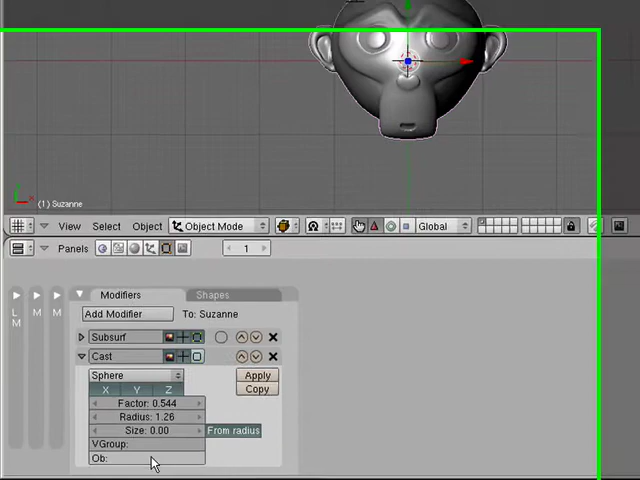 (1) Suzanne
View Select Object Object Mode Global
Panels 1
Modifiers Shapes
L M M
M
Add Modifier To: Suzanne
Subsurf
Cast
Sphere Apply
X Y Z Copy
Factor: 0.544
Radius: 1.26
Size: 0.00 From radius
VGroup:
Ob: